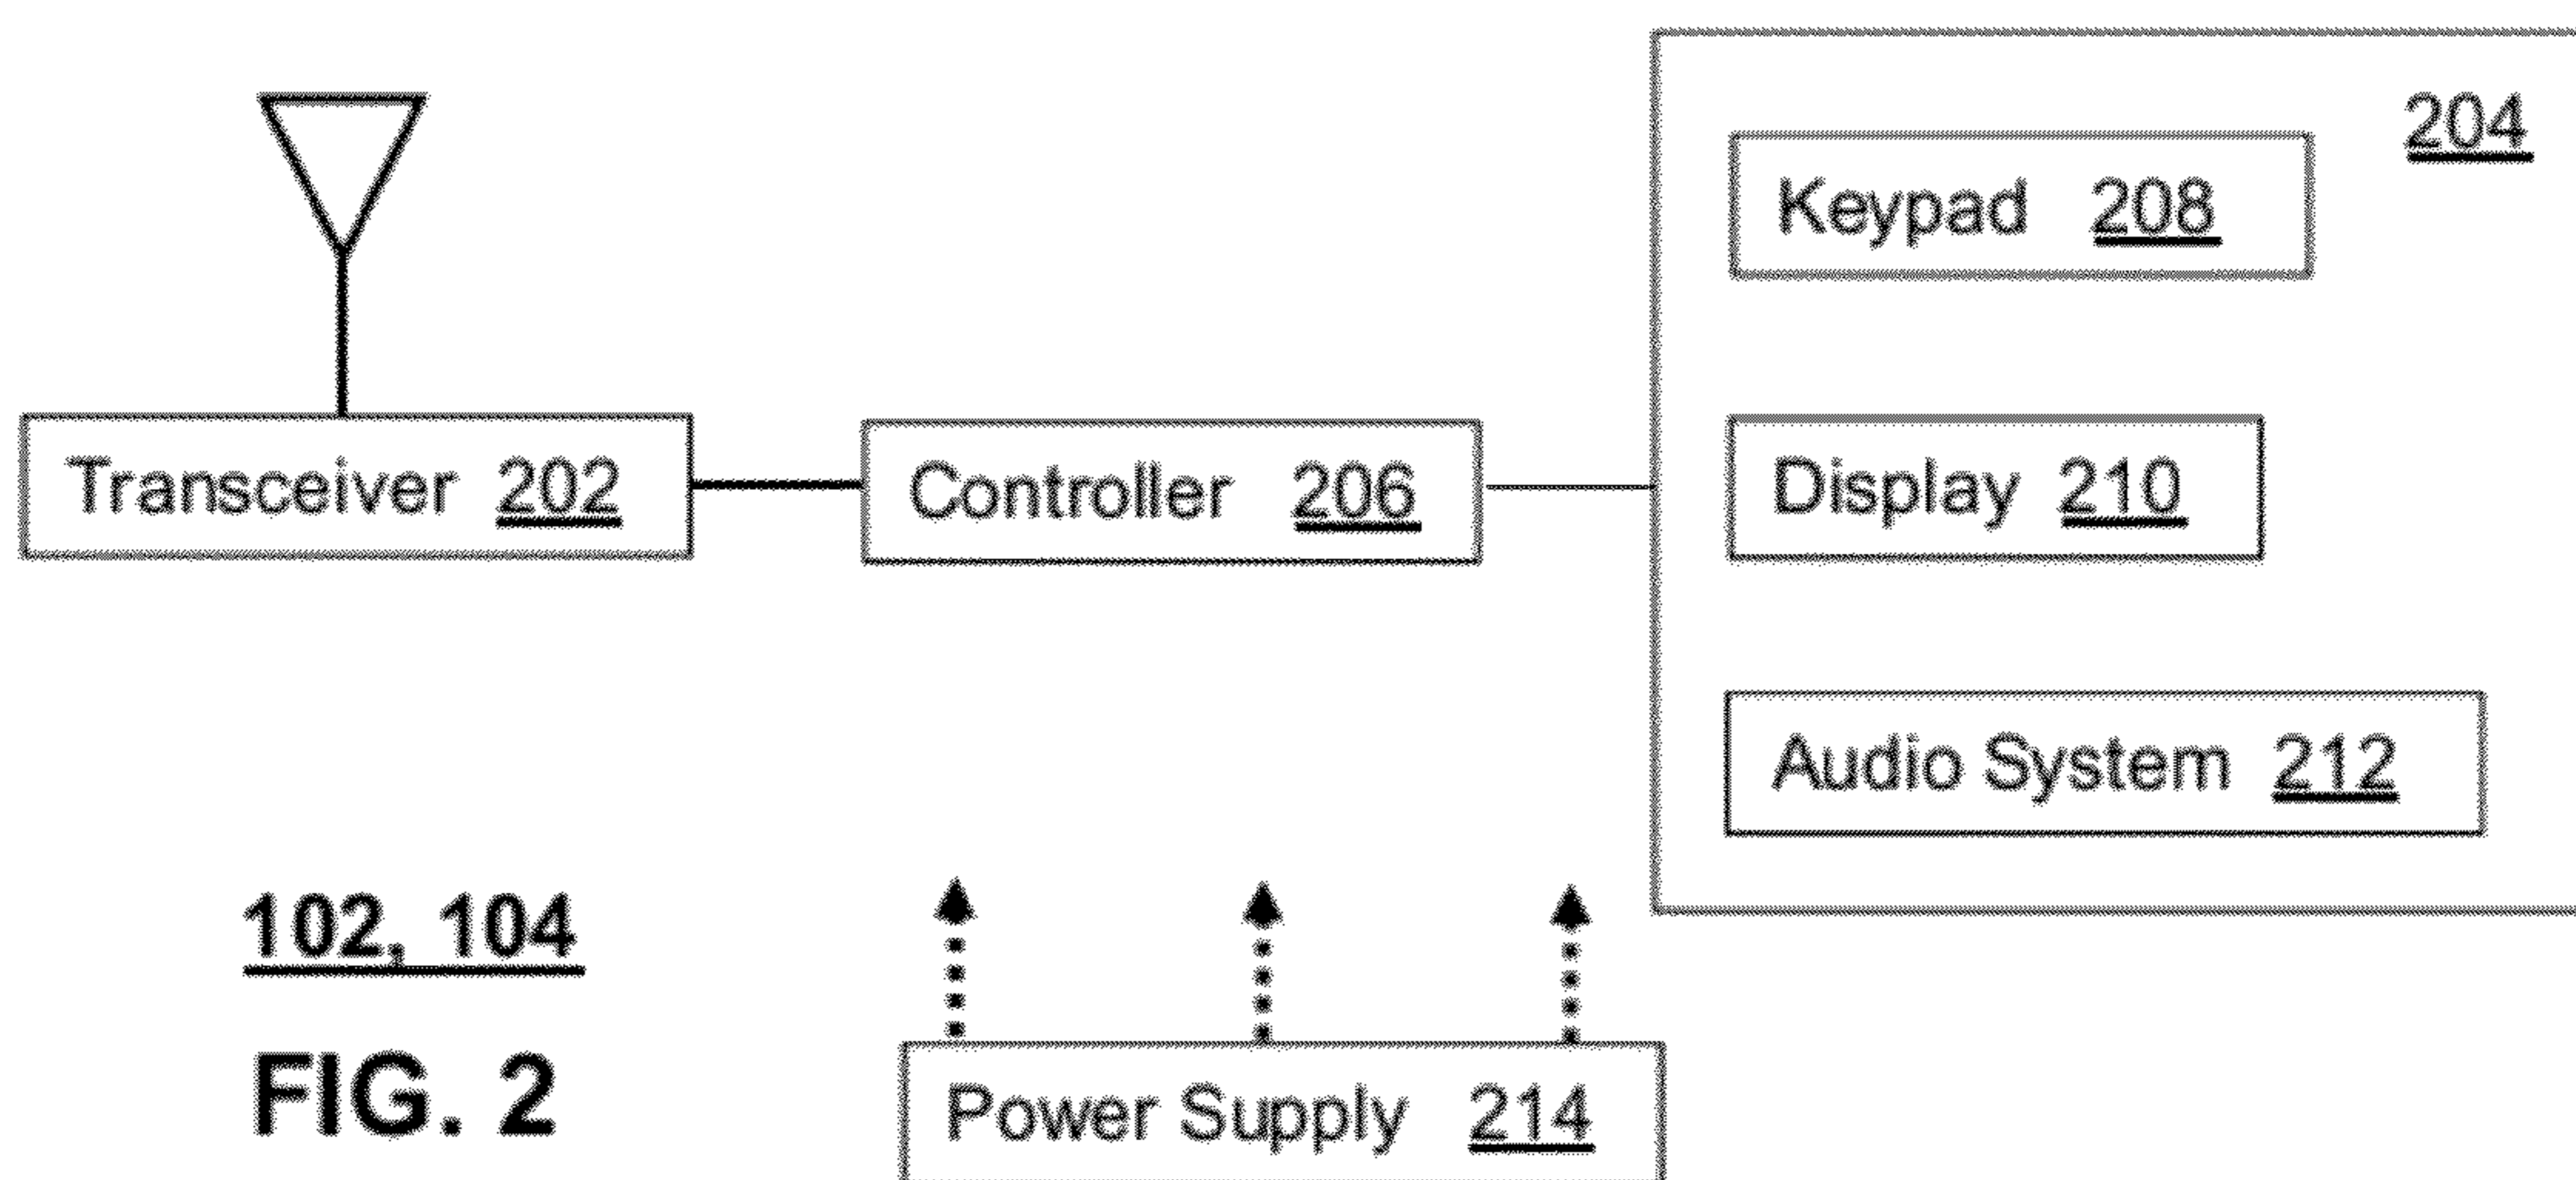 204
Keypad 208
Transceiver 202
Controller 206
Display 210
Audio System 212
102, 104
FIG. 2
Power Supply 214